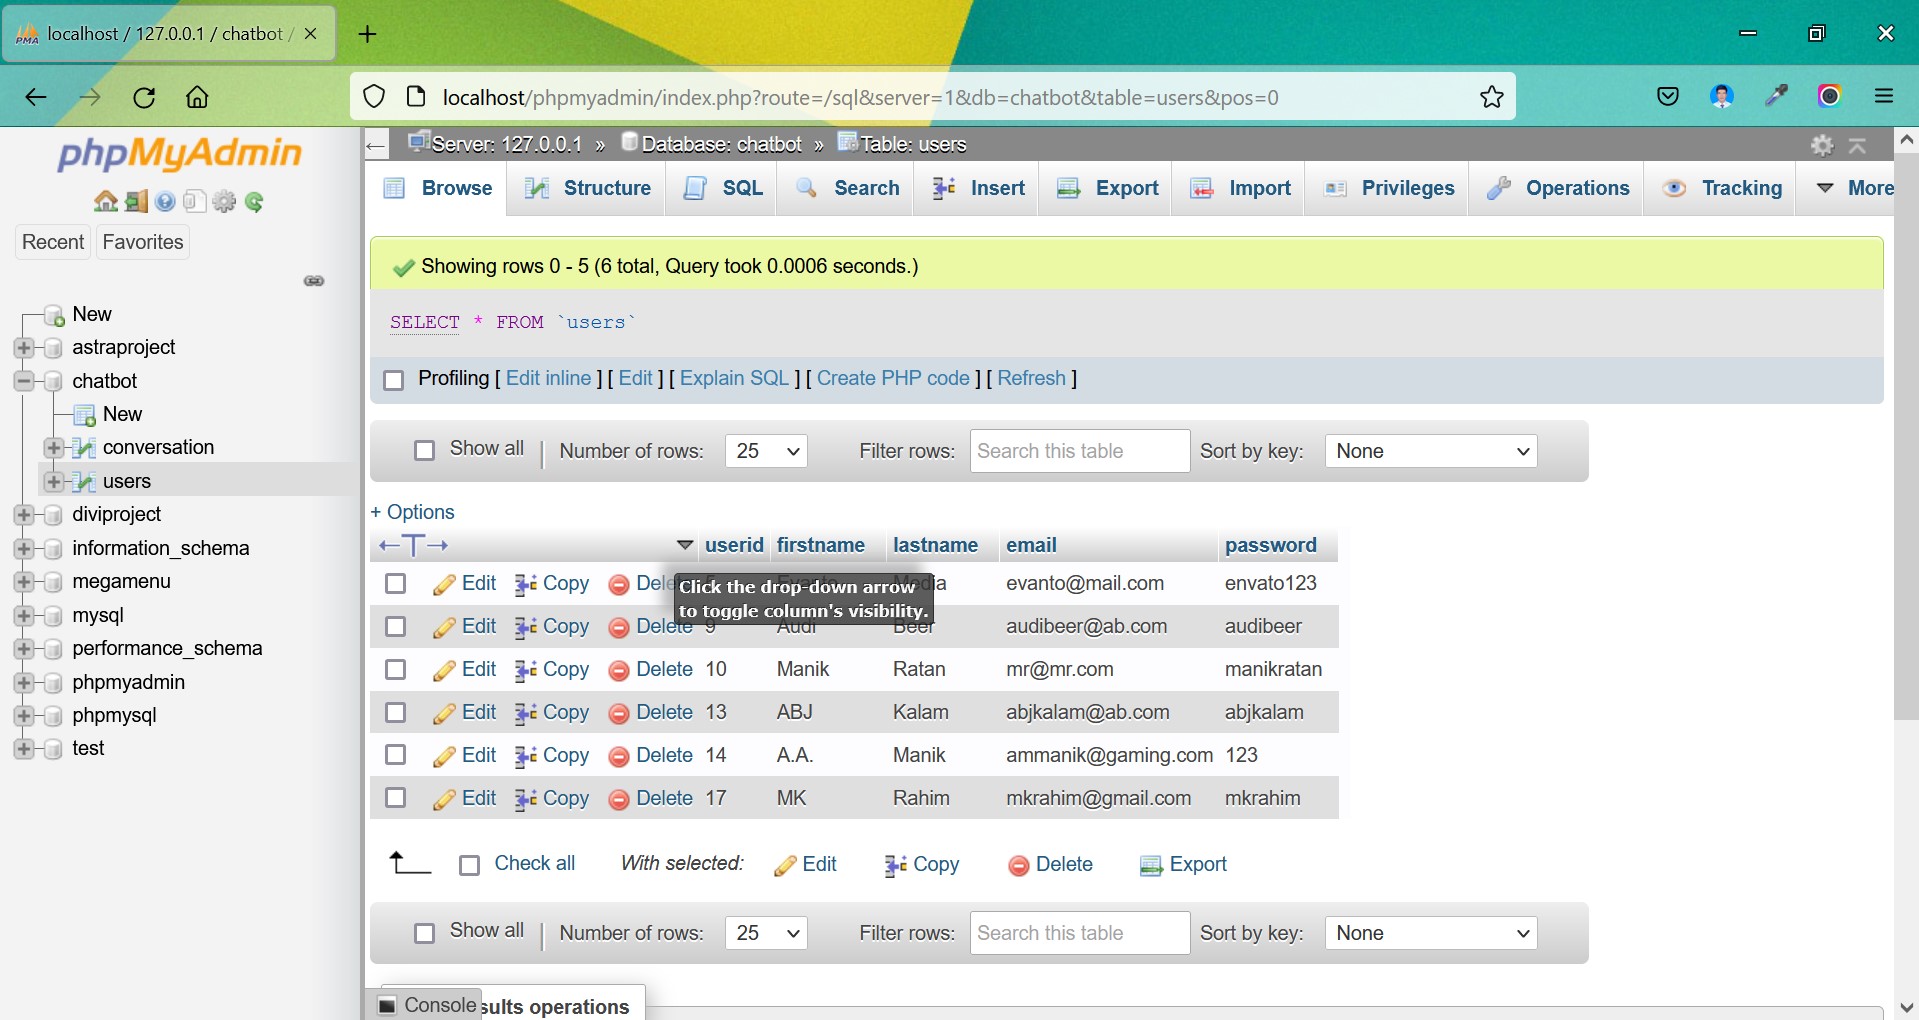 localhost / 127.0.0.1 / chatbot /
localhost/phpmyadmin/index.php?route=/sql&server=1&db=chatbot&table=users&pos=0
phpMyAdmin
Recent Favorites
New
astraproject
chatbot
New
conversation
users
diviproject
information_schema
megamenu
mysql
performance_schema
phpmyadmin
phpmysql
test
Server: 127.0.0.1 » Database: chatbot » Table: users
Browse Structure SQL Search Insert Export Import Privileges Operations Tracking More
Showing rows 0 - 5 (6 total, Query took 0.0006 seconds.)
SELECT * FROM `users`
Profiling [ Edit inline ] [ Edit ] [ Explain SQL ] [ Create PHP code ] [ Refresh ]
Show all Number of rows: 25 Filter rows: Search this table Sort by key: None
+ Options
userid firstname lastname email password
Edit Copy evanto@mail.com envato123
Click the drop-down arrow
to toggle column's visibility.
Edit Copy Delete 9 Audi Beer audibeer@ab.com audibeer
Edit Copy Delete 10 Manik Ratan mr@mr.com manikratan
Edit Copy Delete 13 ABJ Kalam abjkalam@ab.com abjkalam
Edit Copy Delete 14 A.A. Manik ammanik@gaming.com 123
Edit Copy Delete 17 MK Rahim mkrahim@gmail.com mkrahim
Check all With selected: Edit Copy Delete Export
Show all Number of rows: 25 Filter rows: Search this table Sort by key: None
Console sults operations